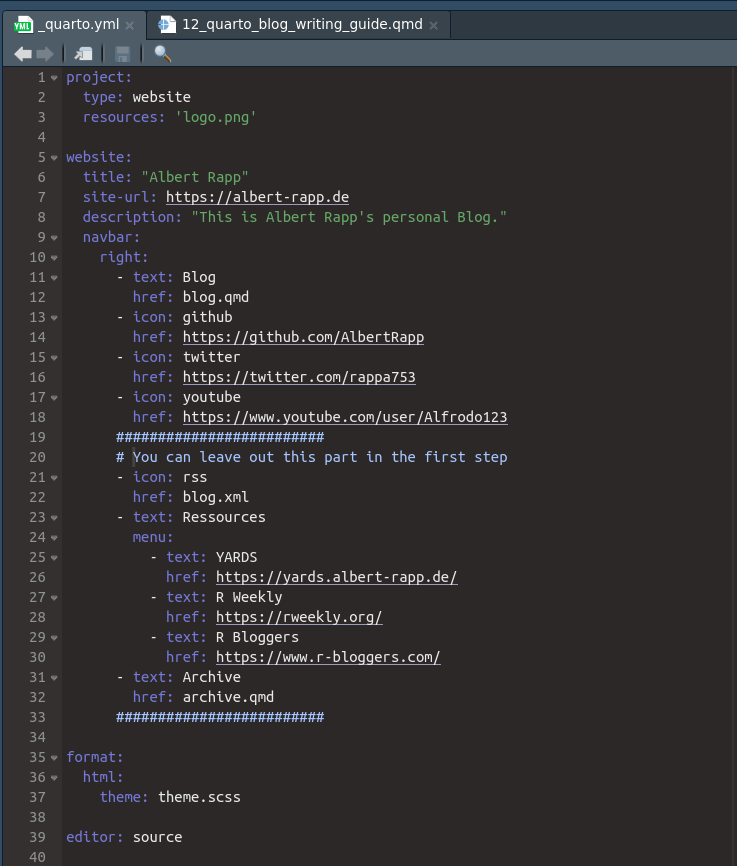 _quarto.yml × 12_quarto_blog_writing_guide.qmd ×
1 project:
2   type: website
3   resources: 'logo.png'
4
5 website:
6   title: "Albert Rapp"
7   site-url: https://albert-rapp.de
8   description: "This is Albert Rapp's personal Blog."
9   navbar:
10     right:
11       - text: Blog
12         href: blog.qmd
13       - icon: github
14         href: https://github.com/AlbertRapp
15       - icon: twitter
16         href: https://twitter.com/rappa753
17       - icon: youtube
18         href: https://www.youtube.com/user/Alfrodo123
19       #########################
20       # You can leave out this part in the first step
21       - icon: rss
22         href: blog.xml
23       - text: Ressources
24         menu:
25           - text: YARDS
26             href: https://yards.albert-rapp.de/
27           - text: R Weekly
28             href: https://rweekly.org/
29           - text: R Bloggers
30             href: https://www.r-bloggers.com/
31       - text: Archive
32         href: archive.qmd
33       #########################
34
35 format:
36   html:
37     theme: theme.scss
38
39 editor: source
40